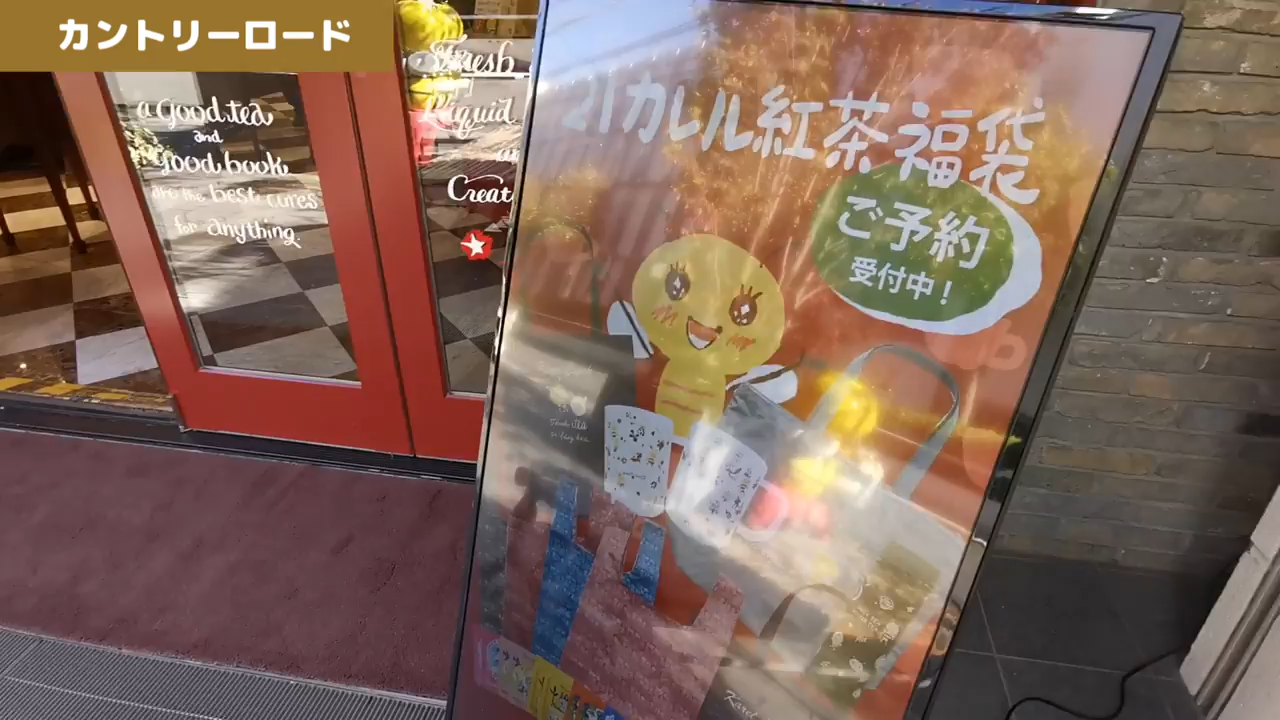 カントリーロード
a Good tea
and
Good book
are the best cures
for anything.
Fresh
Liquid
Creat
21カレル紅茶福袋
ご予約
受付中！
Karel